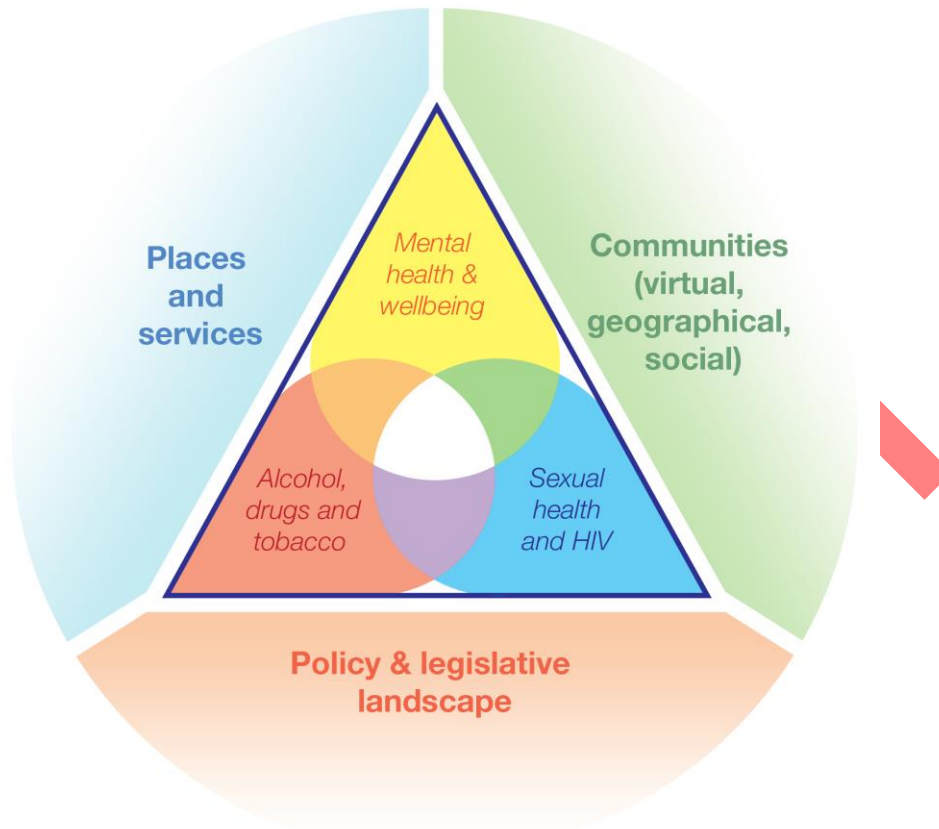 Places
and
services
Communities
(virtual,
geographical,
social)
Mental
health &
wellbeing
Alcohol,
drugs and
tobacco
Sexual
health
and HIV
Policy & legislative
landscape